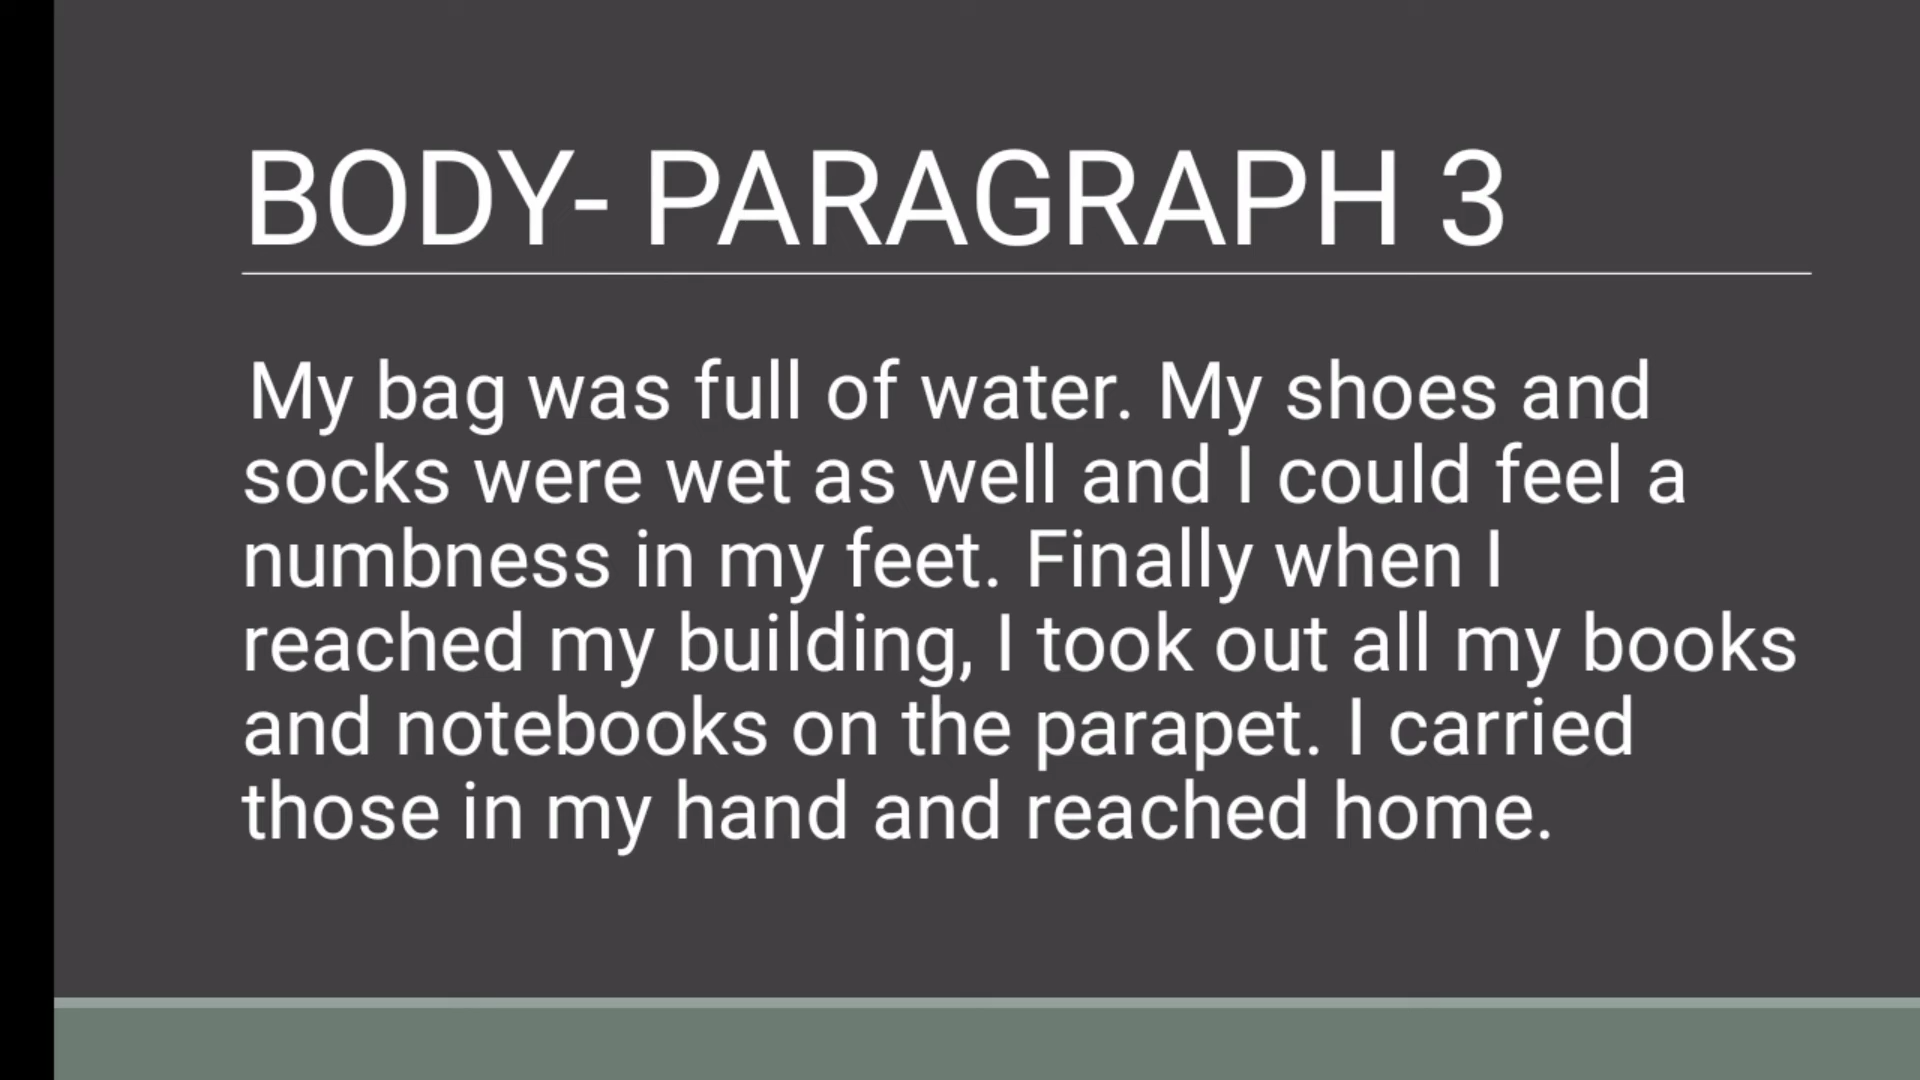 BODY- PARAGRAPH 3
My bag was full of water. My shoes and
socks were wet as well and I could feel a
numbness in my feet. Finally when I
reached my building, I took out all my books
and notebooks on the parapet. I carried
those in my hand and reached home.